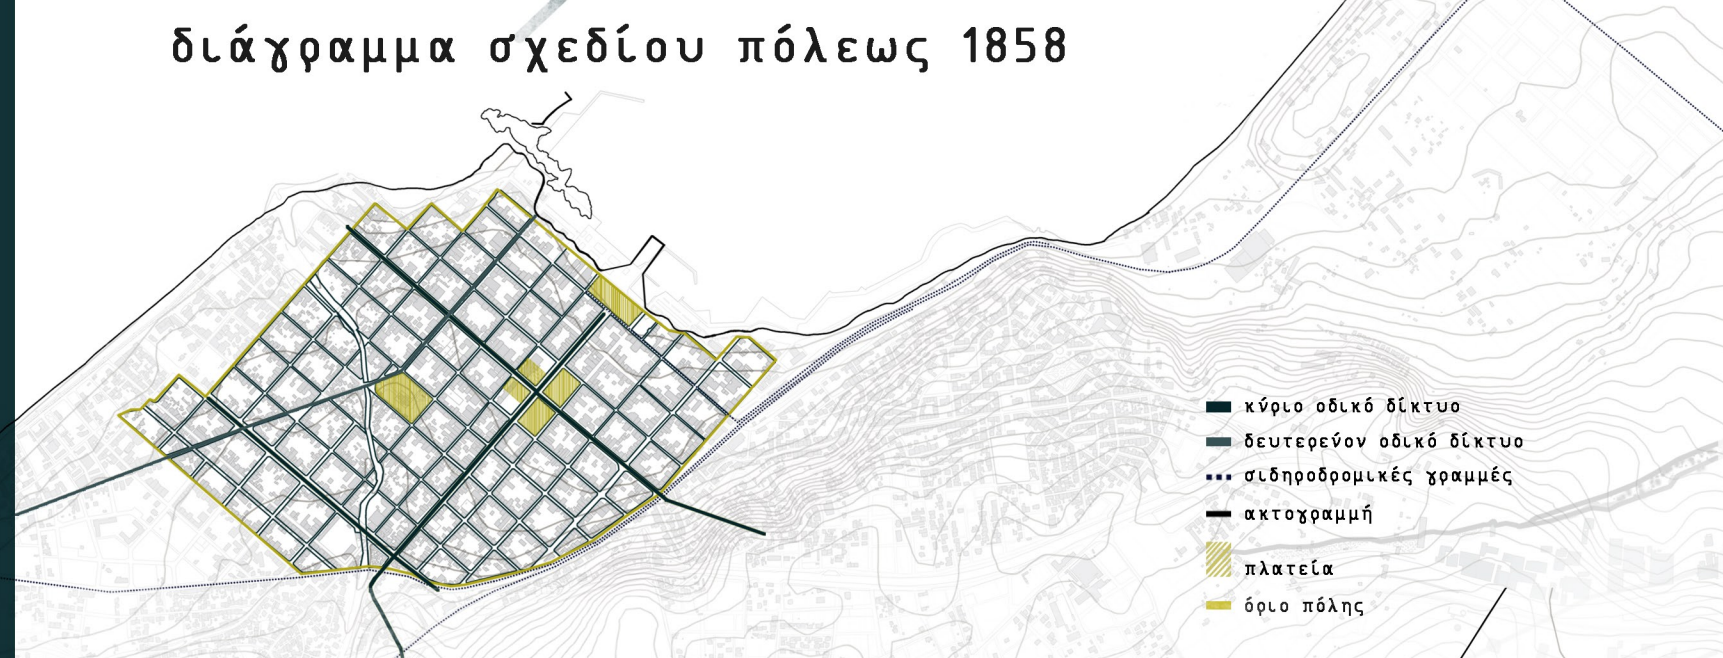 διάγραμμα σχεδίου πόλεως 1858
κύριο οδικό δίκτυο
δευτερεύον οδικό δίκτυο
σιδηροδρομικές γραμμές
ακτογραμμή
πλατεία
όριο πόλης